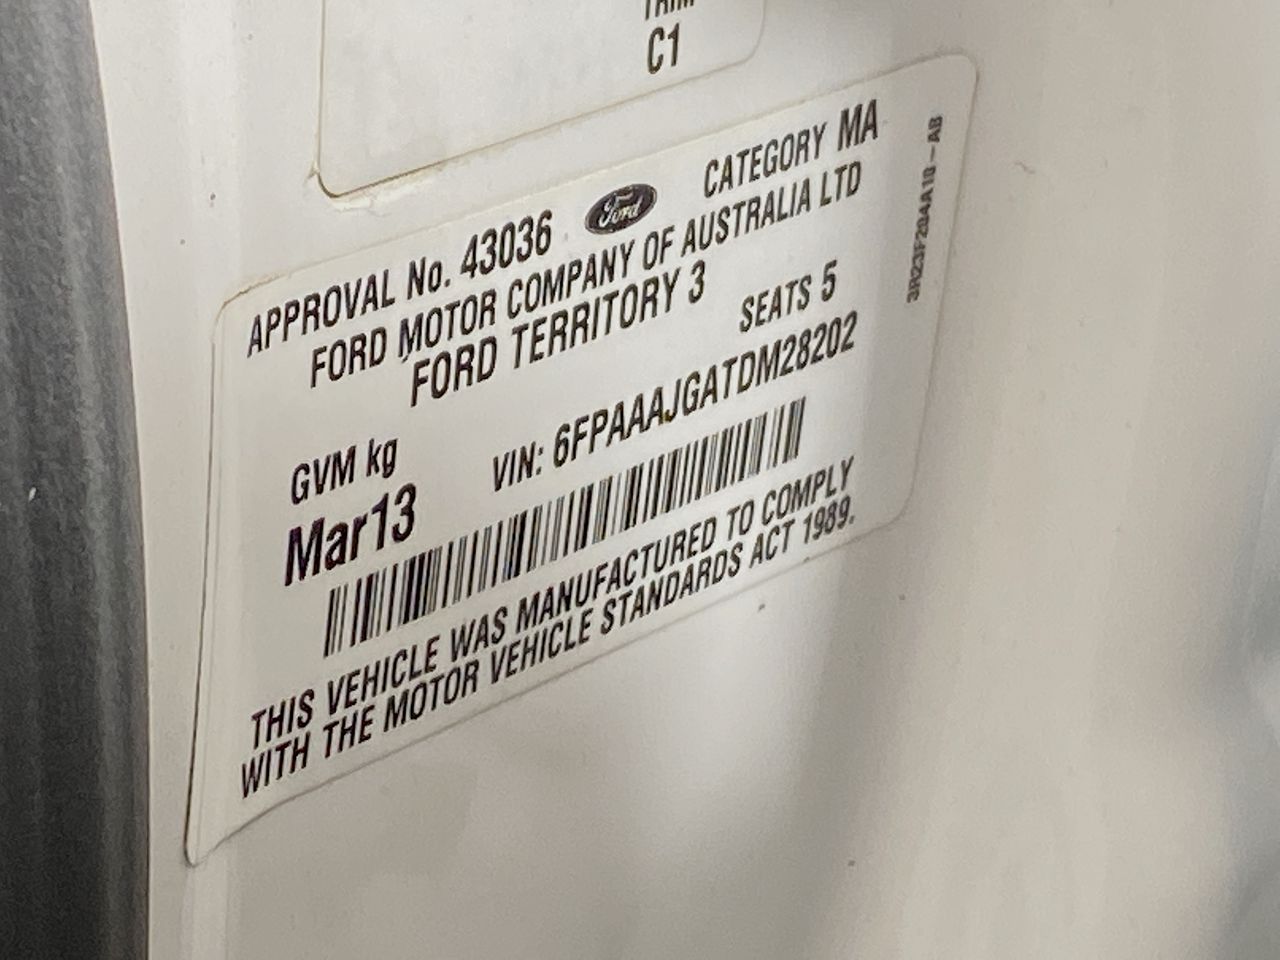 TRIM
C1
APPROVAL No. 43036 Ford CATEGORY MA
FORD MOTOR COMPANY OF AUSTRALIA LTD
FORD TERRITORY 3
SEATS 5
GVM kg
VIN: 6FPAAAJGATDM28202
Mar13
THIS VEHICLE WAS MANUFACTURED TO COMPLY
WITH THE MOTOR VEHICLE STANDARDS ACT 1989.
3R23F204A10-AB